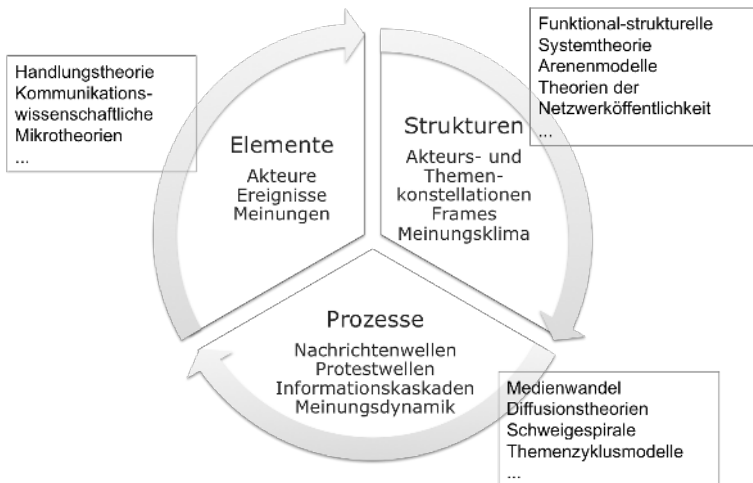 Handlungstheorie
Kommunikations-
wissenschaftliche
Mikrotheorien
...
Elemente
Akteure
Ereignisse
Meinungen
Funktional-strukturelle
Systemtheorie
Arenenmodelle
Theorien der
Netzwerköffentlichkeit
...
Strukturen
Akteurs- und
Themen-
konstellationen
Frames
Meinungsklima
Prozesse
Nachrichtenwellen
Protestwellen
Informationskaskaden
Meinungsdynamik
Medienwandel
Diffusionstheorien
Schweigespirale
Themenzyklusmodelle
...